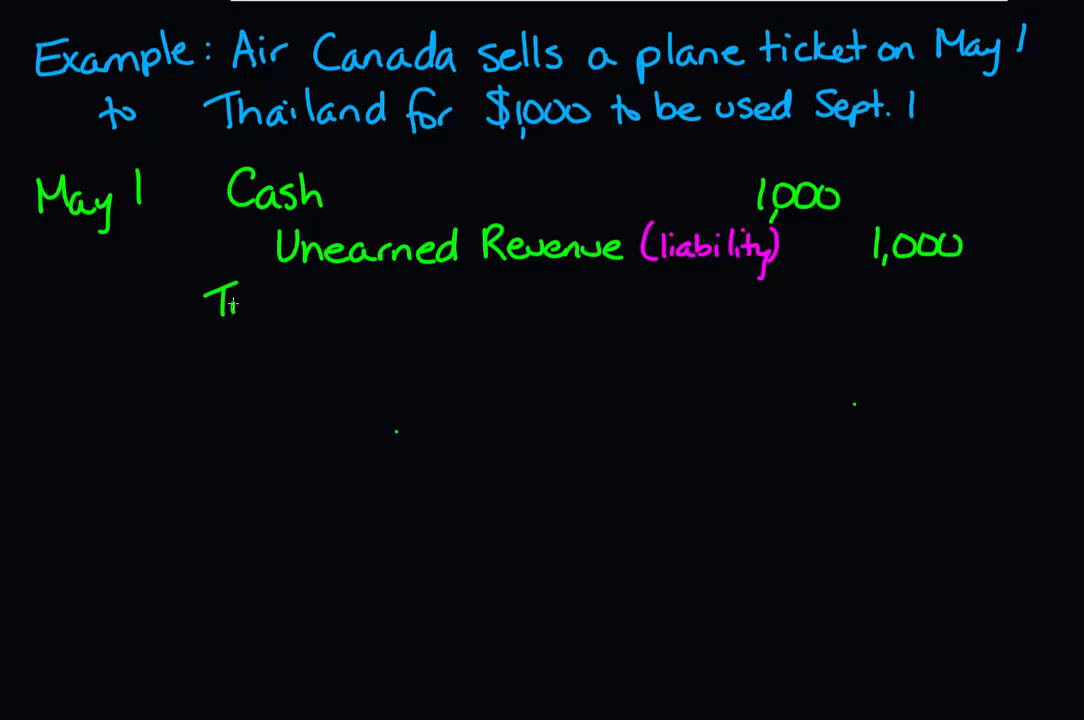 Example: Air Canada sells a plane ticket on May 1
to Thailand for $1,000 to be used Sept. 1
May 1 Cash 1,000
Unearned Revenue (liability) 1,000